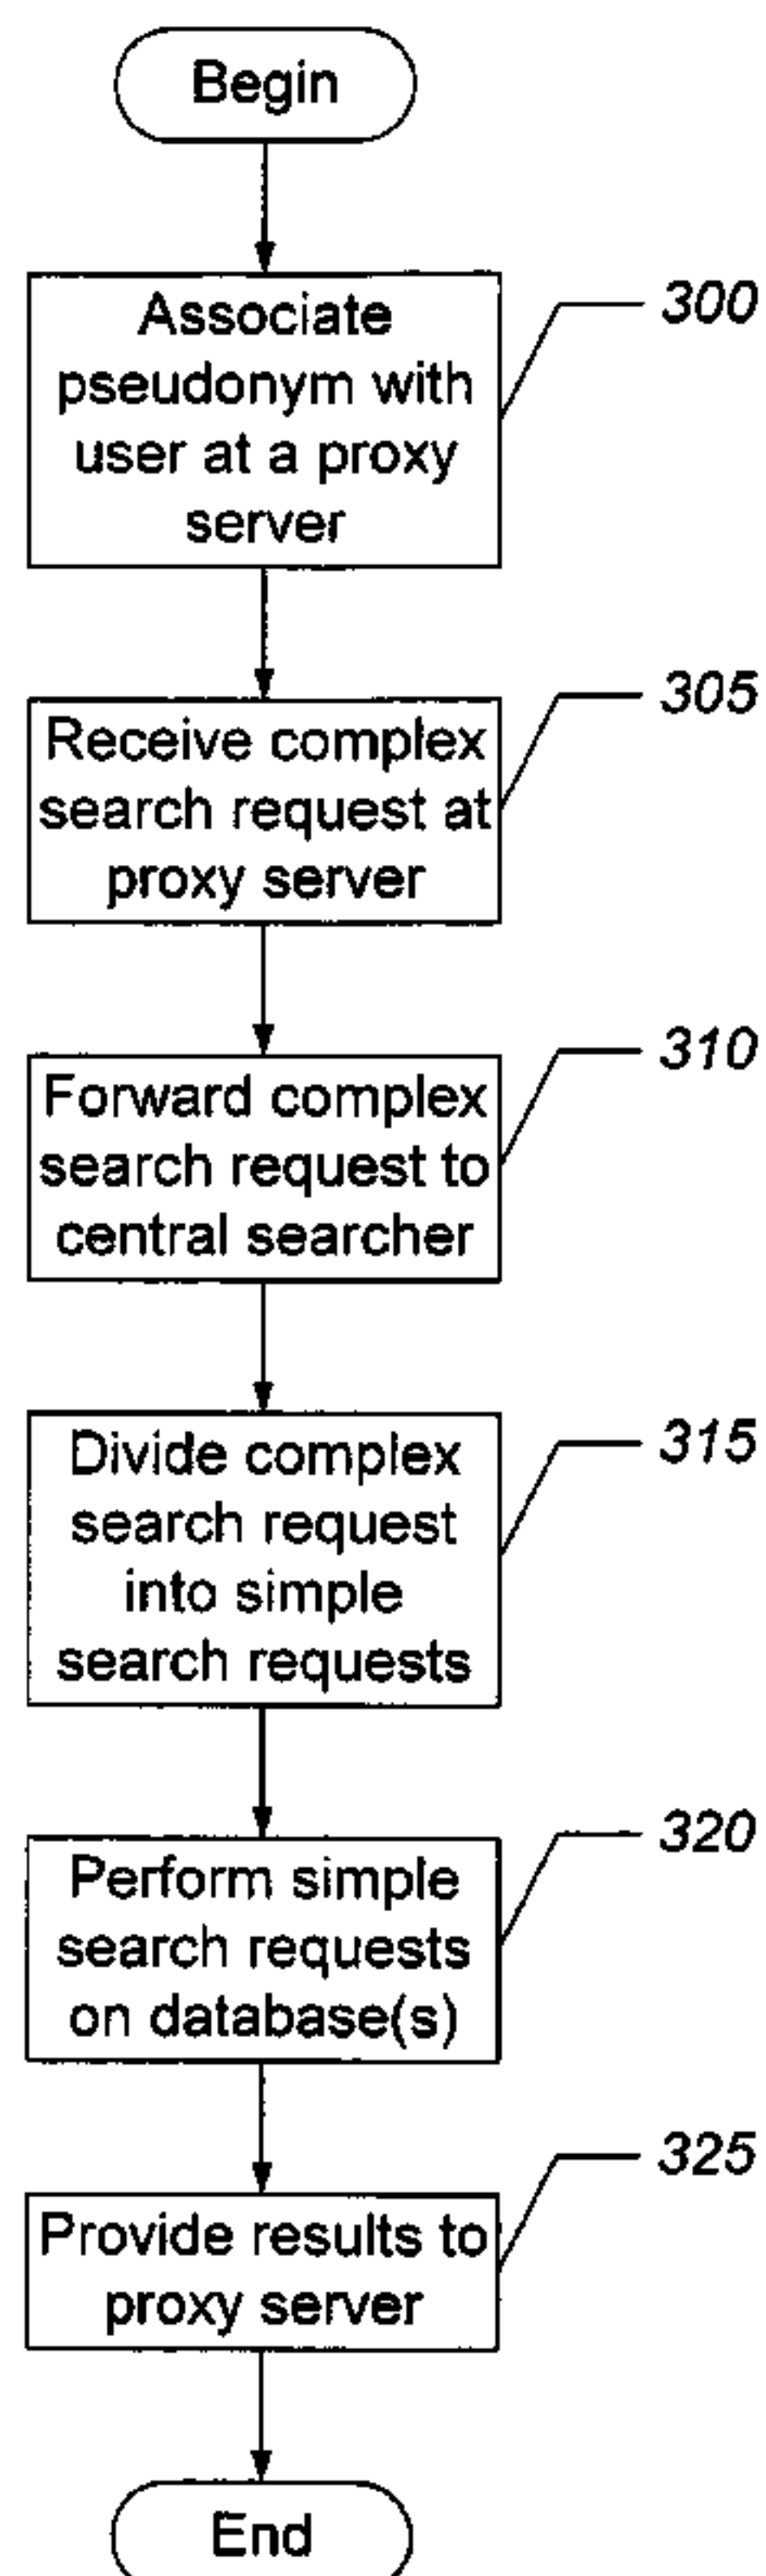 Begin
Associate
pseudonym with
user at a proxy
server
300
Receive complex
search request at
proxy server
305
Forward complex
search request to
central searcher
310
Divide complex
search request
into simple
search requests
315
Perform simple
search requests
on database(s)
320
Provide results to
proxy server
325
End